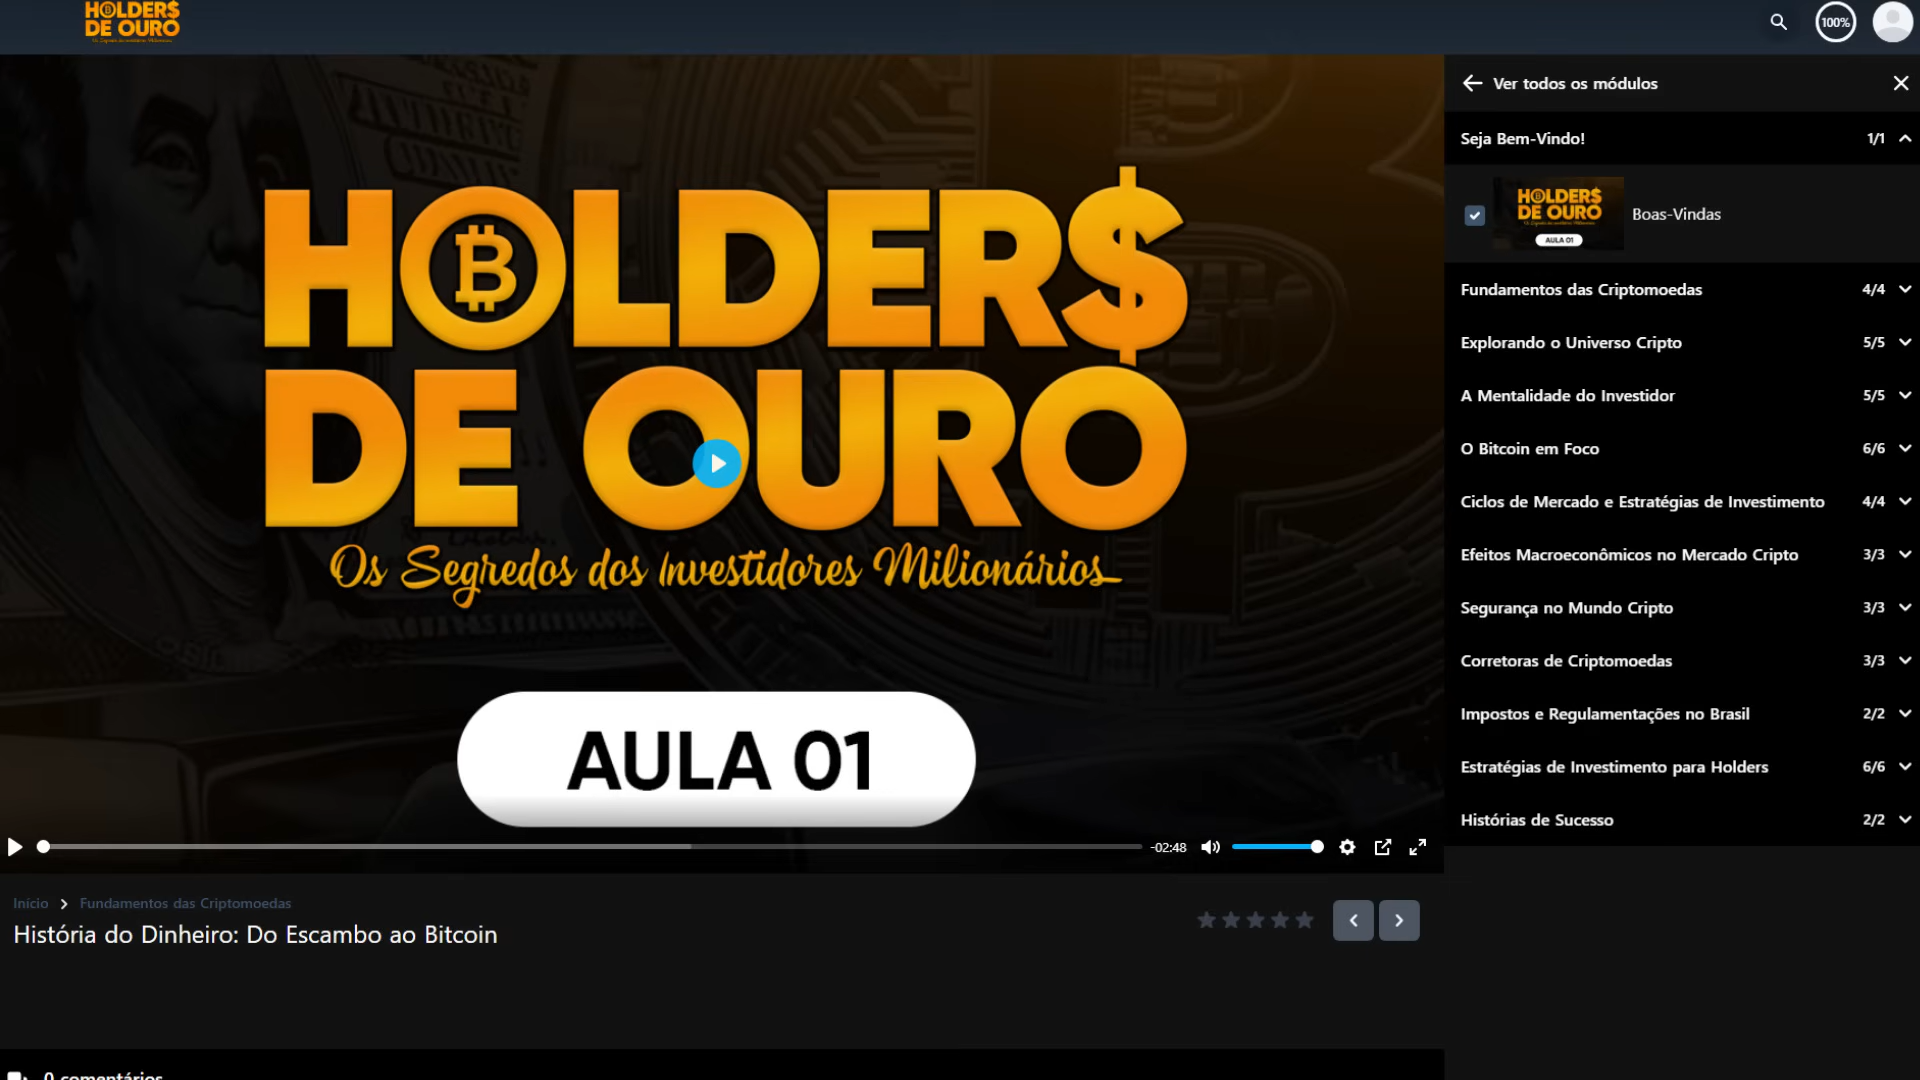 HOLDER$
DE OURO
100%
HOLDER$
DE OURO
Os Segredos dos Investidores Milionários
AULA 01
-02:48
Início > Fundamentos das Criptomoedas
História do Dinheiro: Do Escambo ao Bitcoin
0 comentários
Ver todos os módulos
Seja Bem-Vindo! 1/1
HOLDER$
DE OURO
AULA 01
Boas-Vindas
Fundamentos das Criptomoedas 4/4
Explorando o Universo Cripto 5/5
A Mentalidade do Investidor 5/5
O Bitcoin em Foco 6/6
Ciclos de Mercado e Estratégias de Investimento 4/4
Efeitos Macroeconômicos no Mercado Cripto 3/3
Segurança no Mundo Cripto 3/3
Corretoras de Criptomoedas 3/3
Impostos e Regulamentações no Brasil 2/2
Estratégias de Investimento para Holders 6/6
Histórias de Sucesso 2/2